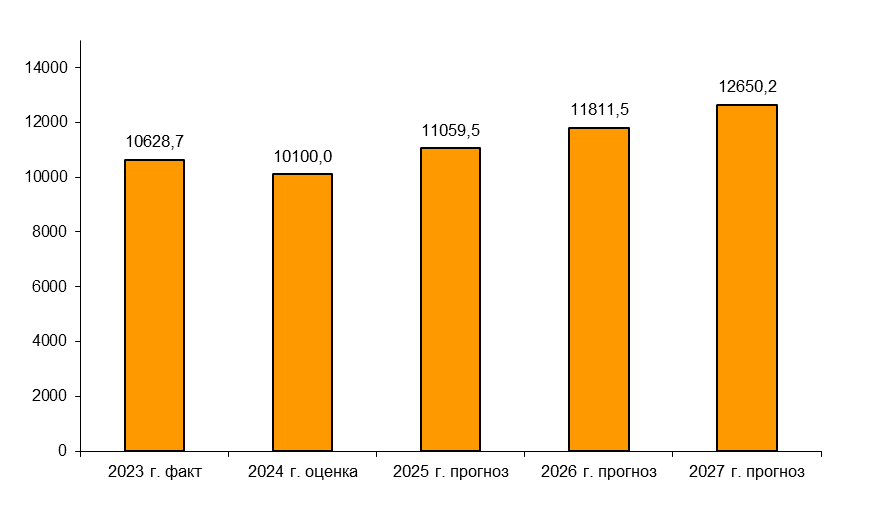 14000
12000
10000
8000
6000
4000
2000
0
10628,7
10100,0
11059,5
11811,5
12650,2
2023 г. факт
2024 г. оценка
2025 г. прогноз
2026 г. прогноз
2027 г. прогноз